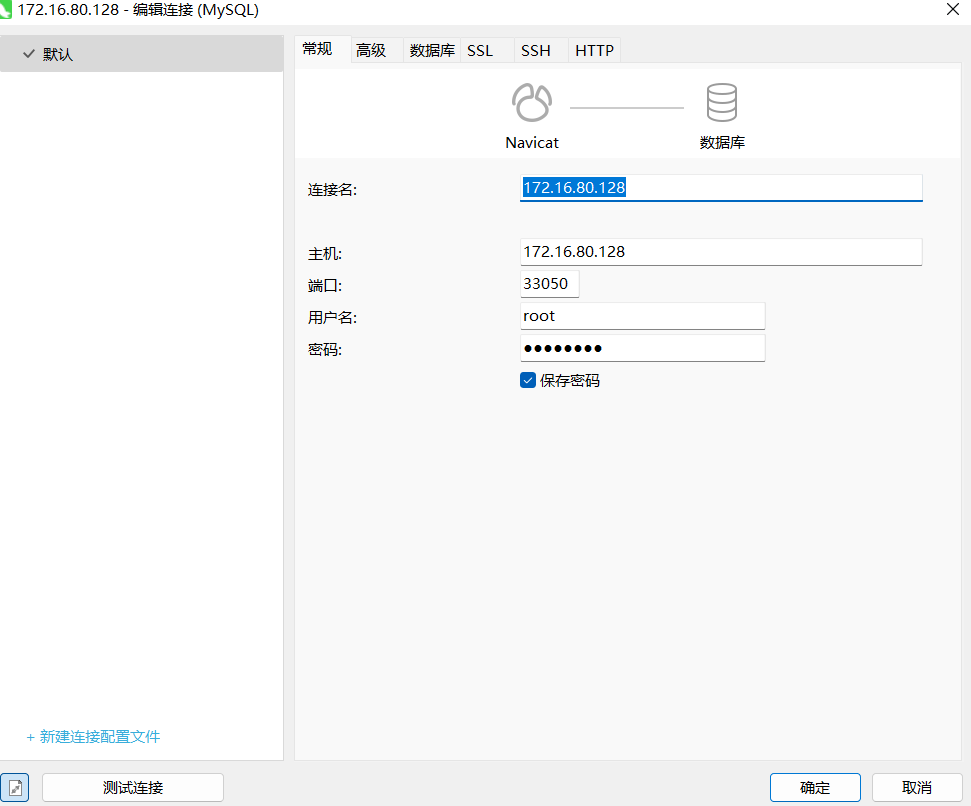 172.16.80.128 - 编辑连接 (MySQL)
默认
常规 高级 数据库 SSL SSH HTTP
Navicat 数据库
连接名: 172.16.80.128
主机: 172.16.80.128
端口: 33050
用户名: root
密码: ●●●●●●●●
保存密码
+ 新建连接配置文件
测试连接 确定 取消